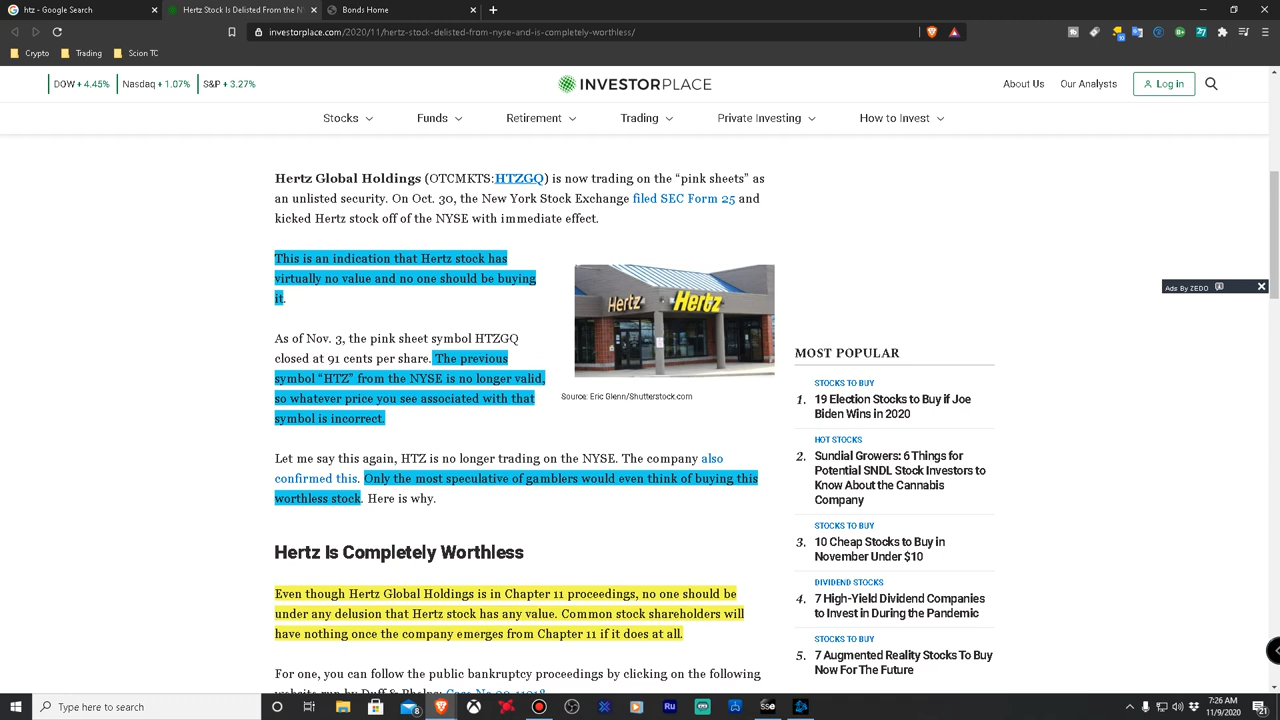 htz - Google Search
Hertz Stock Is Delisted From the N
Bonds Home
investorplace.com/2020/11/hertz-stock-delisted-from-nyse-and-is-completely-worthless/
Crypto
Trading
Scion TC
DOW + 4.45%
Nasdaq + 1.07%
S&P + 3.27%
INVESTORPLACE
About Us
Our Analysts
Log in
Stocks
Funds
Retirement
Trading
Private Investing
How to Invest
Hertz Global Holdings (OTCMKTS:HTZGQ) is now trading on the “pink sheets” as
an unlisted security. On Oct. 30, the New York Stock Exchange filed SEC Form 25 and
kicked Hertz stock off of the NYSE with immediate effect.
This is an indication that Hertz stock has
virtually no value and no one should be buying
it.
As of Nov. 3, the pink sheet symbol HTZGQ
closed at 91 cents per share. The previous
symbol “HTZ” from the NYSE is no longer valid,
so whatever price you see associated with that
symbol is incorrect.
Hertz
Hertz
Source: Eric Glenn/Shutterstock.com
Let me say this again, HTZ is no longer trading on the NYSE. The company also
confirmed this. Only the most speculative of gamblers would even think of buying this
worthless stock. Here is why.
Hertz Is Completely Worthless
Even though Hertz Global Holdings is in Chapter 11 proceedings, no one should be
under any delusion that Hertz stock has any value. Common stock shareholders will
have nothing once the company emerges from Chapter 11 if it does at all.
For one, you can follow the public bankruptcy proceedings by clicking on the following
Ads By ZEDO
MOST POPULAR
STOCKS TO BUY
1. 19 Election Stocks to Buy if Joe
Biden Wins in 2020
HOT STOCKS
2. Sundial Growers: 6 Things for
Potential SNDL Stock Investors to
Know About the Cannabis
Company
STOCKS TO BUY
3. 10 Cheap Stocks to Buy in
November Under $10
DIVIDEND STOCKS
4. 7 High-Yield Dividend Companies
to Invest in During the Pandemic
STOCKS TO BUY
5. 7 Augmented Reality Stocks To Buy
Now For The Future
Type here to search
8
Ru
SSE
7:26 AM
11/9/2020
21